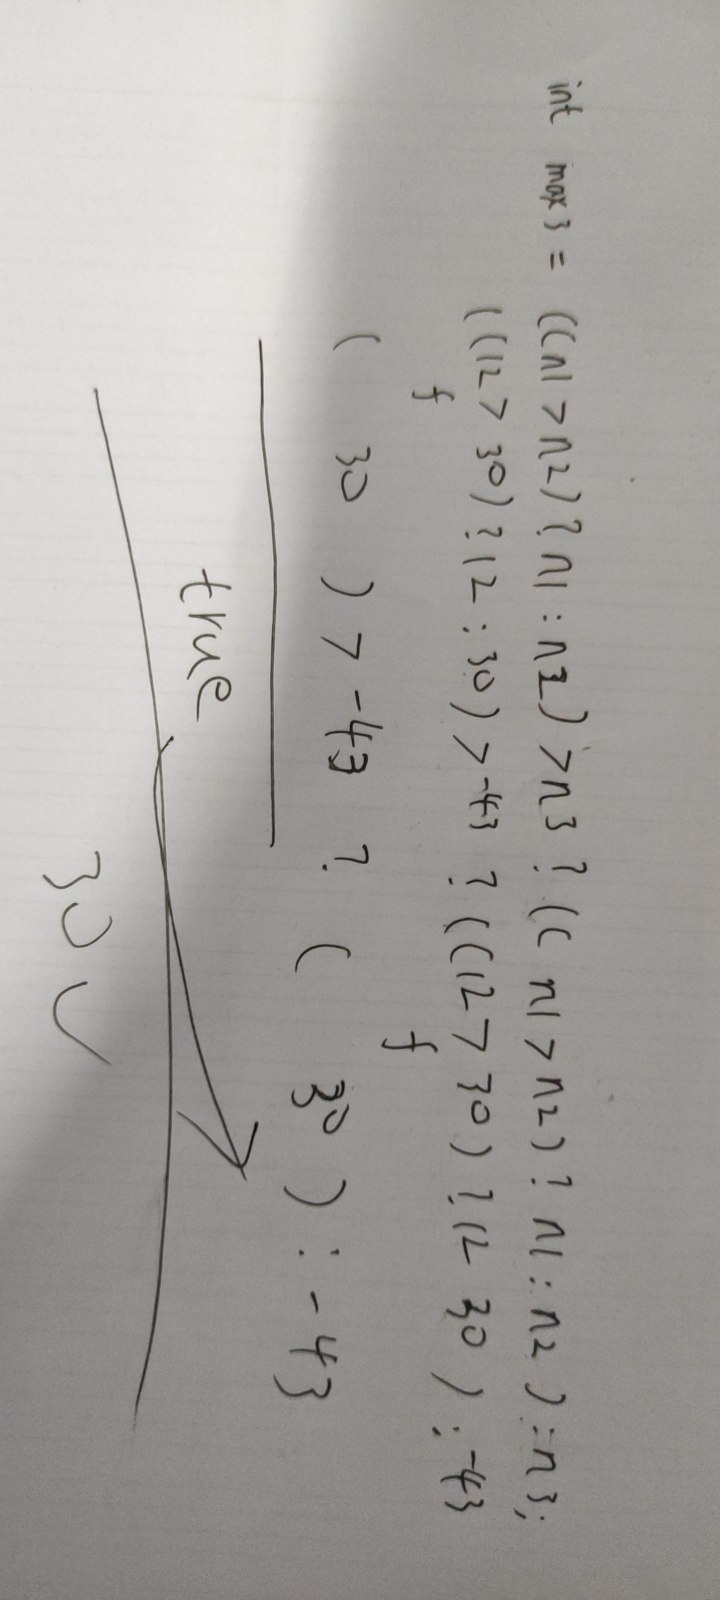 int max3 = ((n1 > n2) ? n1 : n2) > n3 ? (( n1 > n2) ? n1 : n2 ) : n3;
((12 > 30) ? 12 : 30) > -43 ? ((12 > 30) ? 12 30 ) : -43
f f
( 30 ) > -43 ? ( 30 ) : -43
true
30